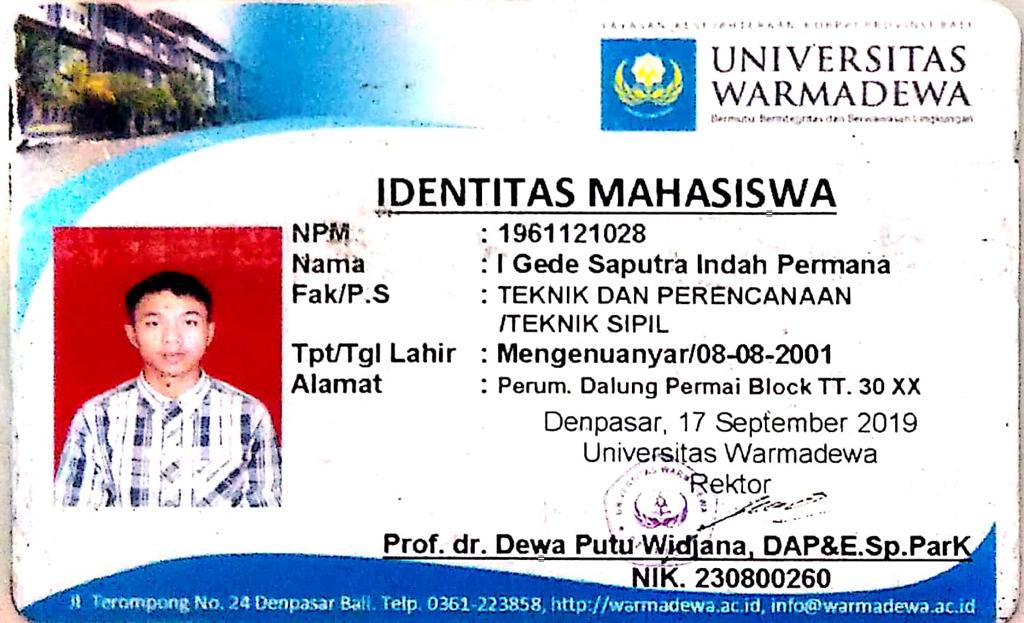 YAYASAN KESEJAHTERAAN KORPRI PROVINSI BALI
UNIVERSITAS
WARMADEWA
Bermutu Berintegritas dan Berwawasan Lingkungan
IDENTITAS MAHASISWA
NPM : 1961121028
Nama : I Gede Saputra Indah Permana
Fak/P.S : TEKNIK DAN PERENCANAAN
/TEKNIK SIPIL
Tpt/Tgl Lahir : Mengenuanyar/08-08-2001
Alamat : Perum. Dalung Permai Block TT. 30 XX
Denpasar, 17 September 2019
Universitas Warmadewa
Rektor
Prof. dr. Dewa Putu Widjana, DAP&E.Sp.ParK
NIK. 230800260
Jl Terompong No. 24 Denpasar Bali. Telp. 0361-223858, http://warmadewa.ac.id, info@warmadewa.ac.id